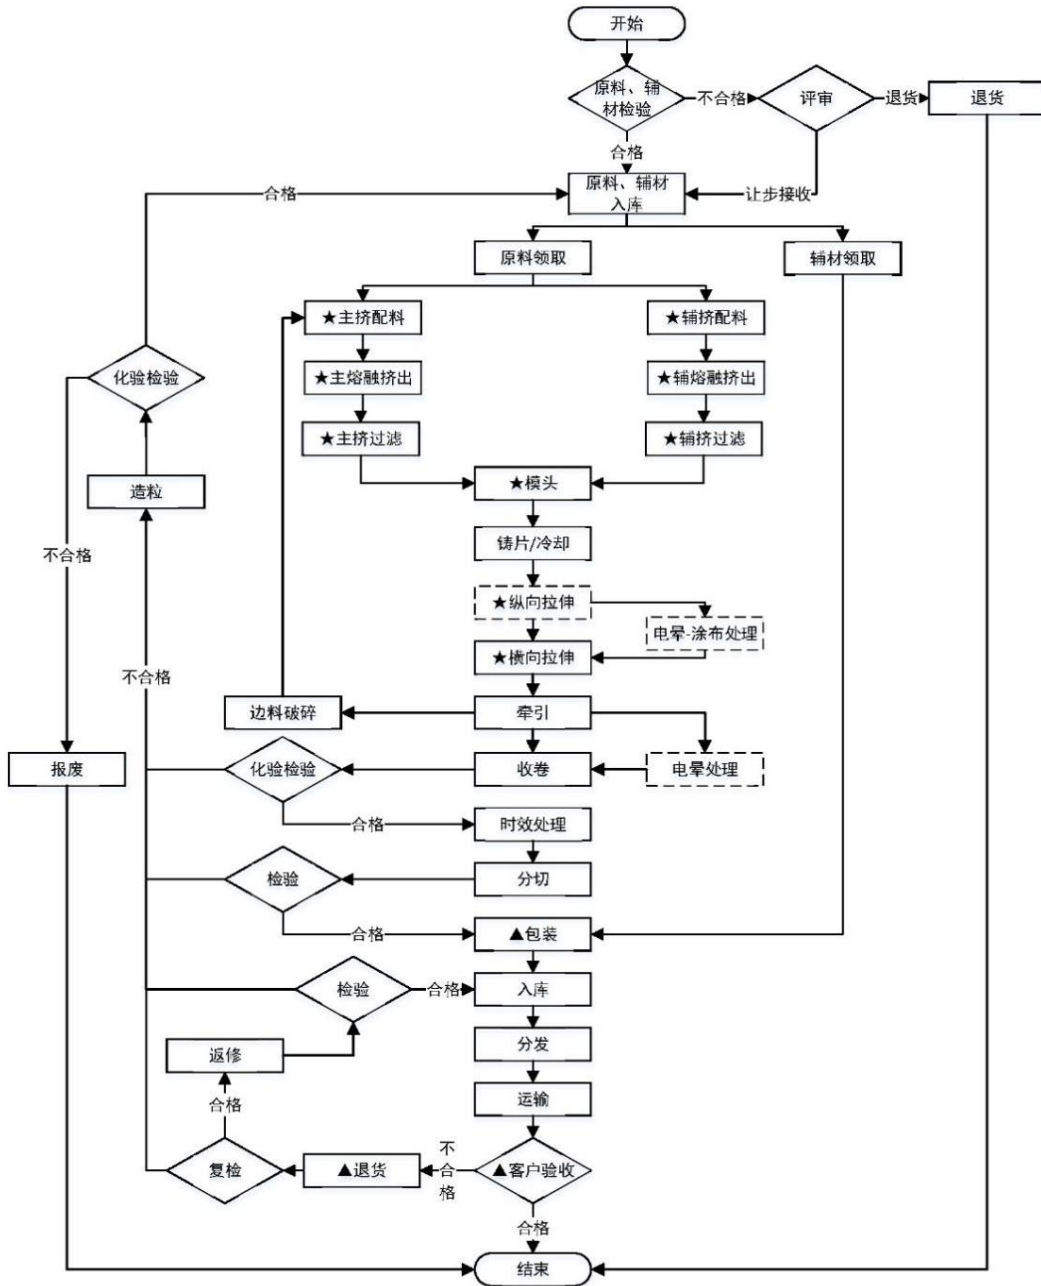 开始
原料、辅
材检验
不合格
评审
退货
退货
合格
合格
原料、辅材
入库
让步接收
原料领取
辅材领取
★主挤配料
★辅挤配料
化验检验
★主熔融挤出
★辅熔融挤出
★主挤过滤
★辅挤过滤
造粒
★模头
铸片/冷却
不合格
★纵向拉伸
电晕-涂布处理
★横向拉伸
不合格
边料破碎
牵引
报废
化验检验
收卷
电晕处理
合格
时效处理
检验
分切
合格
▲包装
检验
合格
入库
返修
分发
合格
运输
复检
▲退货
不
合
格
▲客户验收
合格
结束